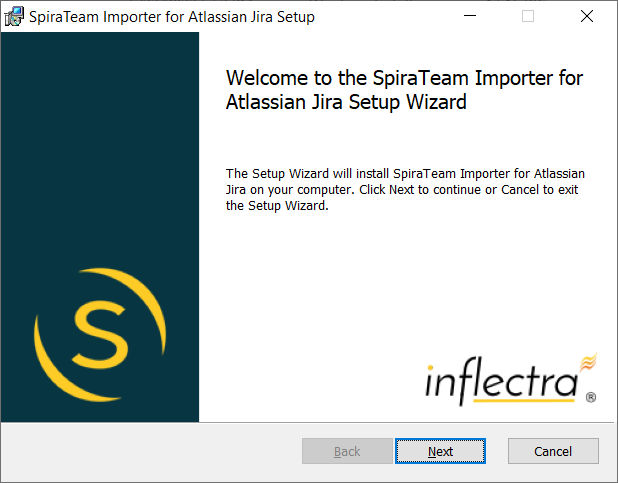 SpiraTeam Importer for Atlassian Jira Setup
Welcome to the SpiraTeam Importer for
Atlassian Jira Setup Wizard
The Setup Wizard will install SpiraTeam Importer for Atlassian
Jira on your computer. Click Next to continue or Cancel to exit
the Setup Wizard.
S
inflectra®
Back
Next
Cancel